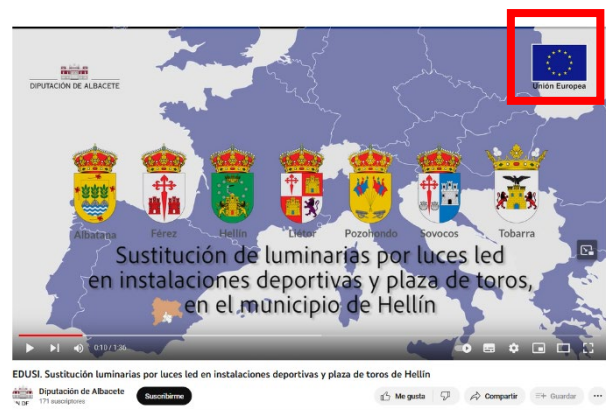 DIPUTACIÓN DE ALBACETE
Unión Europea
Albatana Férez Hellín Liétor Pozohondo Sovocos Tobarra
Sustitución de luminarias por luces led
en instalaciones deportivas y plaza de toros,
en el municipio de Hellín
0:10 / 1:36
EDUSI. Sustitución luminarias por luces led en instalaciones deportivas y plaza de toros de Hellín
Diputación de Albacete
171 suscriptores
Suscribirme
Me gusta
Compartir
Guardar